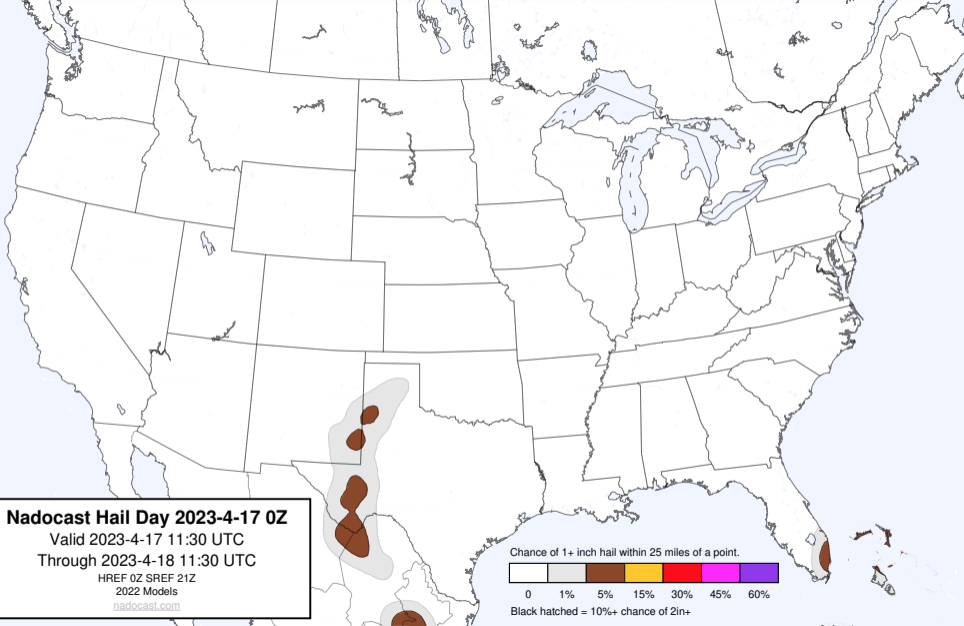 Nadocast Hail Day 2023-4-17 0Z
Valid 2023-4-17 11:30 UTC
Through 2023-4-18 11:30 UTC
HREF 0Z SREF 21Z
2022 Models
nadocast.com
Chance of 1+ inch hail within 25 miles of a point.
0 1% 5% 15% 30% 45% 60%
Black hatched = 10%+ chance of 2in+